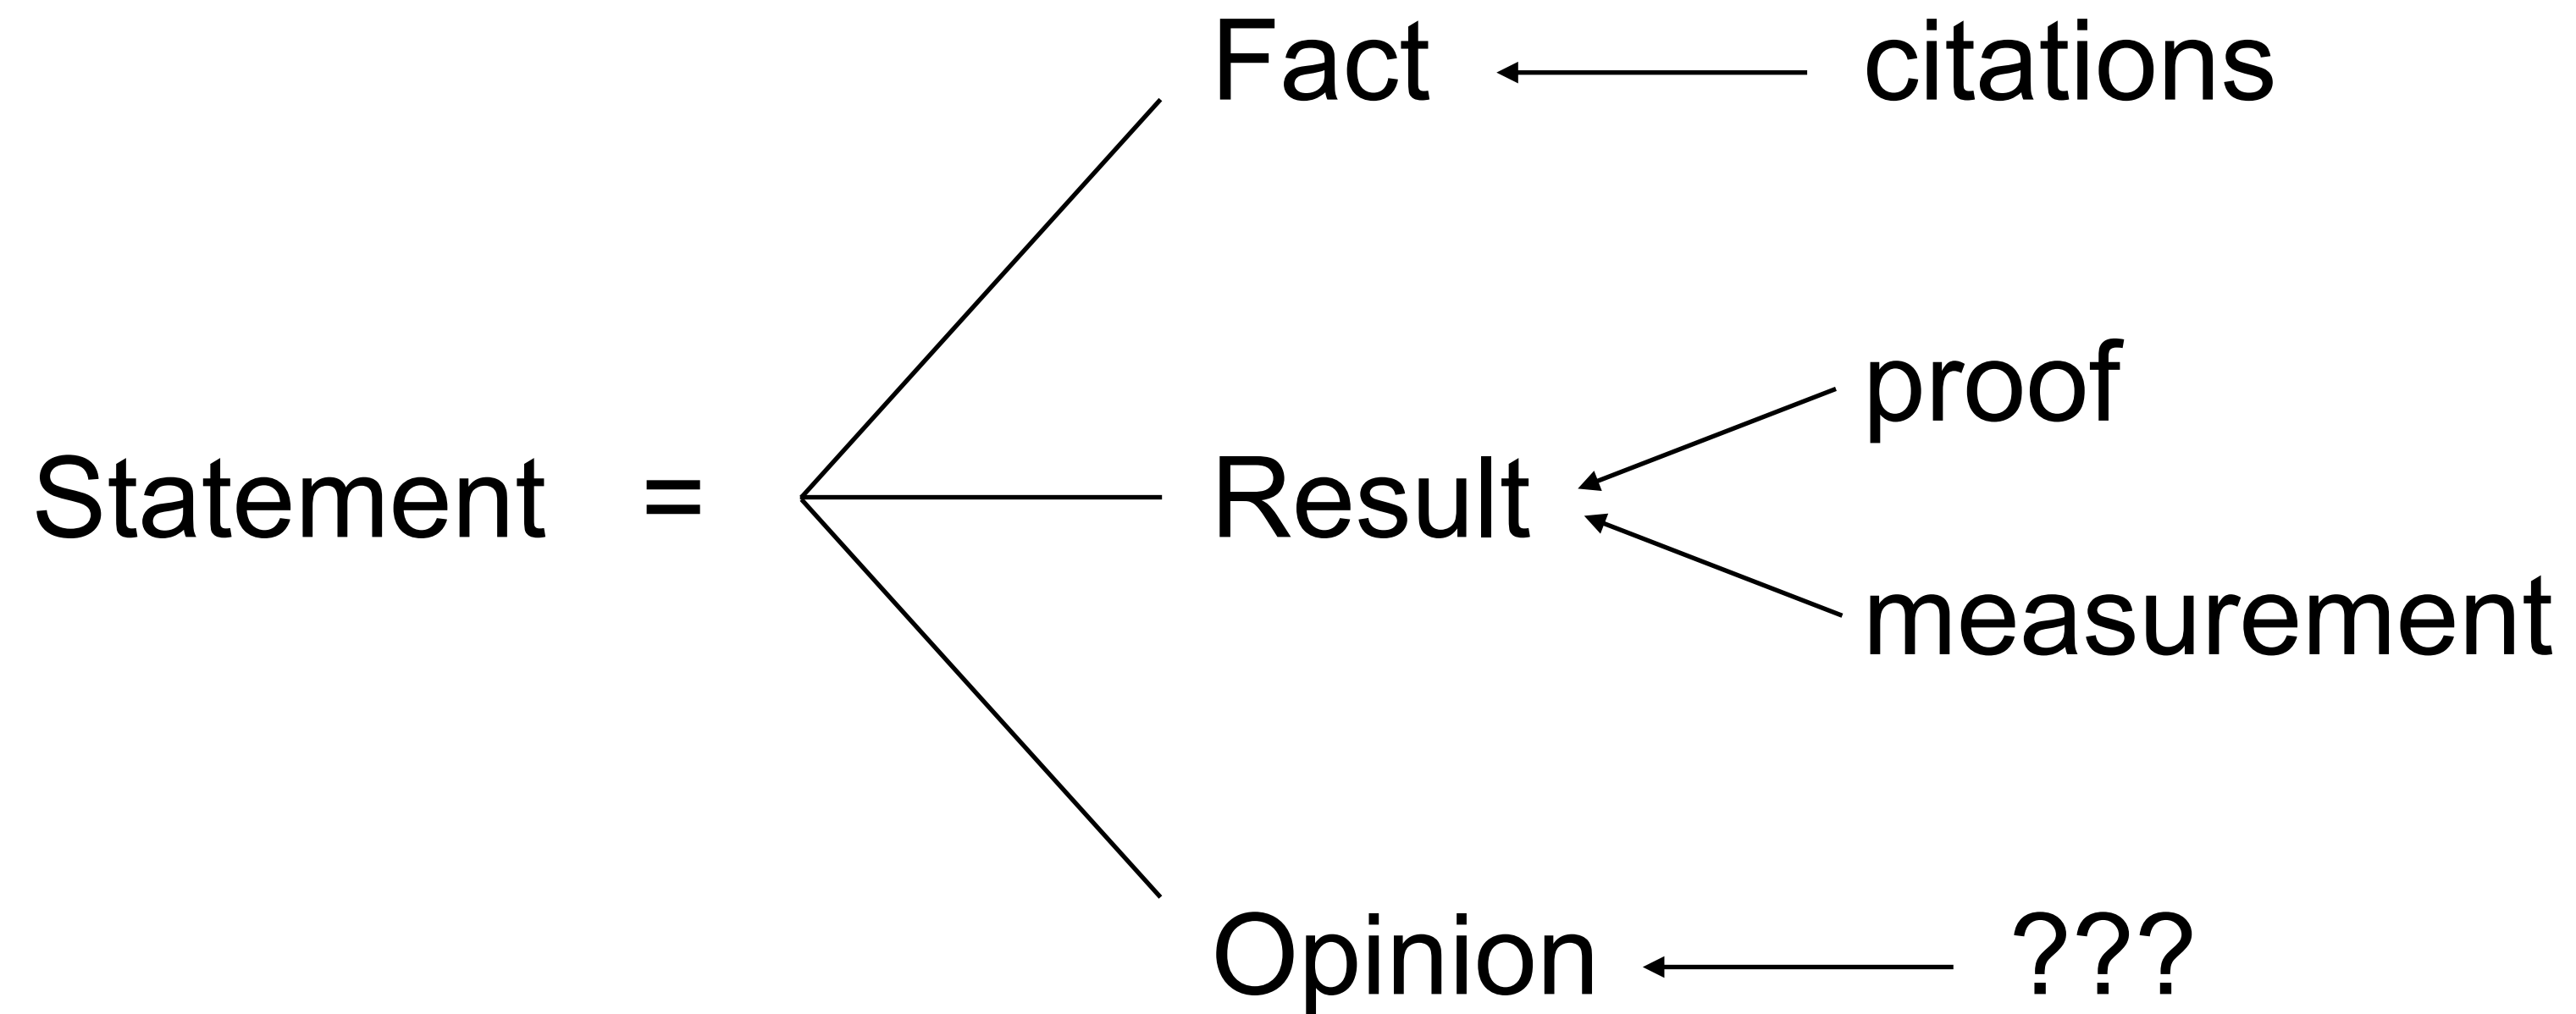 Fact citations
proof
Statement = Result
measurement
Opinion ???